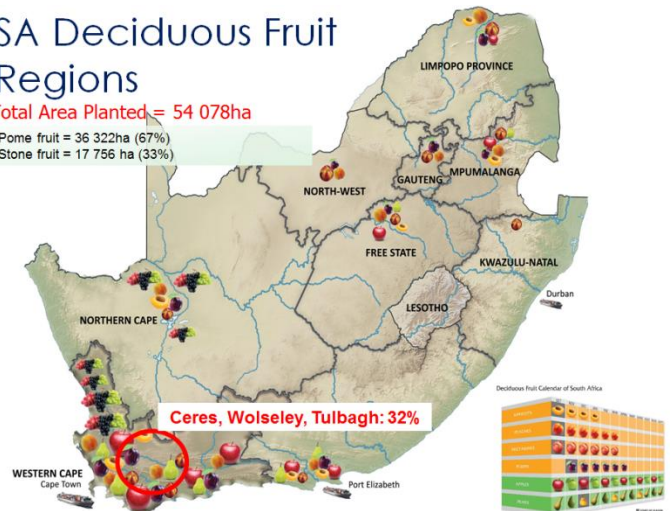 SA Deciduous Fruit
Regions
Total Area Planted = 54 078ha
Pome fruit = 36 322ha (67%)
Stone fruit = 17 756 ha (33%)
LIMPOPO PROVINCE
NORTH-WEST
GAUTENG
MPUMALANGA
FREE STATE
KWAZULU-NATAL
LESOTHO
Durban
NORTHERN CAPE
Deciduous Fruit Calendar of South Africa
Ceres, Wolseley, Tulbagh: 32%
WESTERN CAPE
Cape Town
Port Elizabeth